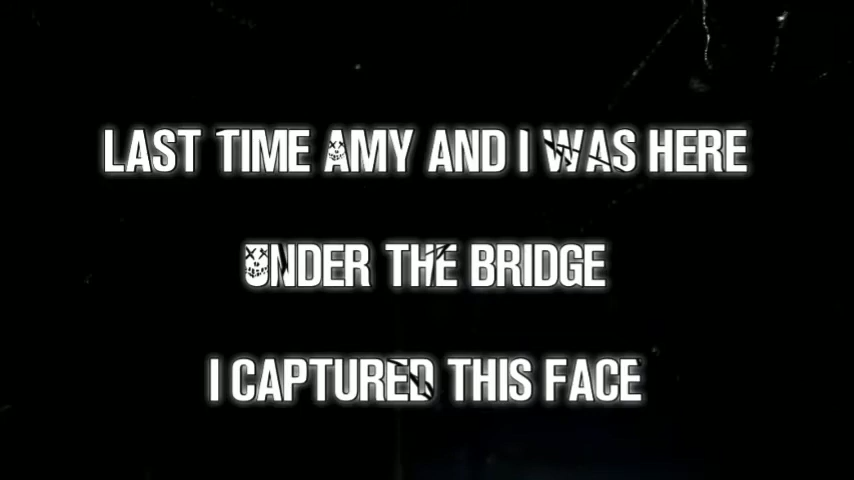 LAST TIME AMY AND I WAS HERE
UNDER THE BRIDGE
I CAPTURED THIS FACE